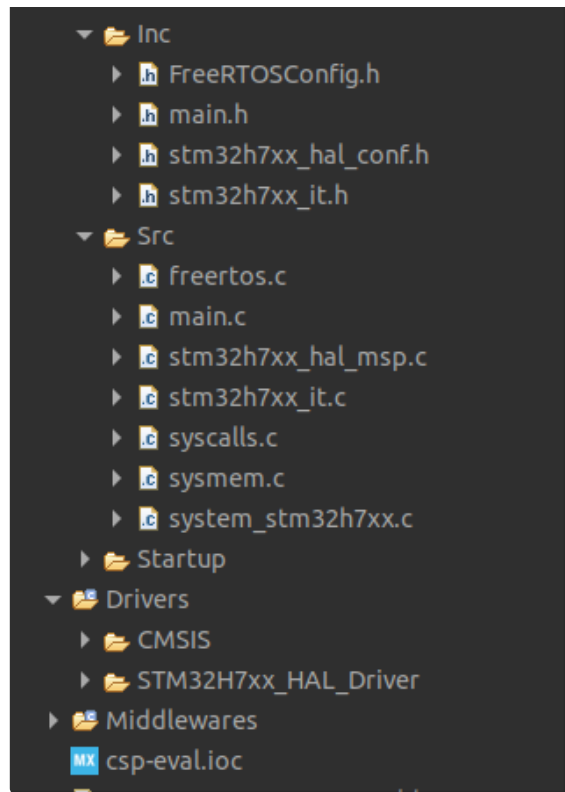 Inc
.h FreeRTOSConfig.h
.h main.h
.h stm32h7xx_hal_conf.h
.h stm32h7xx_it.h
Src
.c freertos.c
.c main.c
.c stm32h7xx_hal_msp.c
.c stm32h7xx_it.c
.c syscalls.c
.c sysmem.c
.c system_stm32h7xx.c
Startup
Drivers
CMSIS
STM32H7xx_HAL_Driver
Middlewares
MX csp-eval.ioc